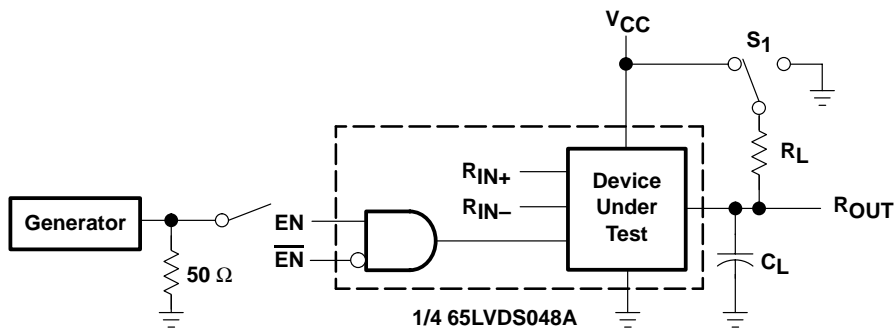 VCC
S1
RL
RIN+
RIN–
Device
Under
Test
ROUT
Generator
EN
EN
50 Ω
CL
1/4 65LVDS048A